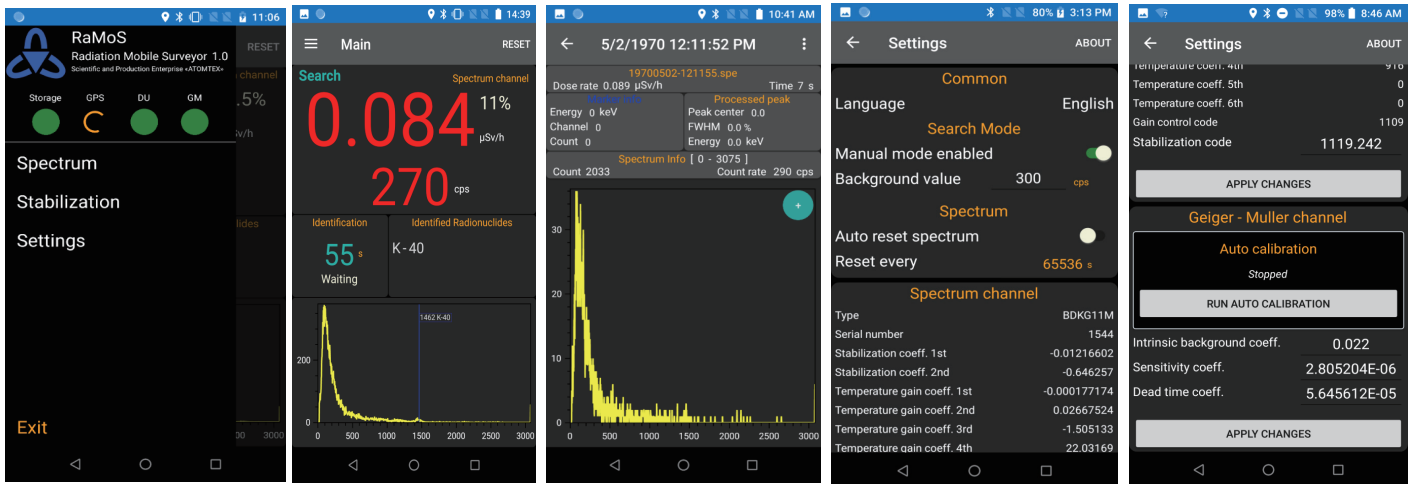 11:06
RaMoS
Radiation Mobile Surveyor 1.0
Scientific and Production Enterprise «ATOMTEX»
RESET
channel
.5%
Sv/h
Storage GPS DU GM
Spectrum
Stabilization
Settings
lides
Exit
00 3000
14:39
Main RESET
Search Spectrum channel
0.084 11%
μSv/h
270 cps
Identification Identified Radionuclides
55 s K-40
Waiting
1462 K-40
200
0
0 500 1000 1500 2000 2500 3000
10:41 AM
5/2/1970 12:11:52 PM
19700502-121155.spe
Dose rate 0.089 μSv/h Time 7 s
Marker info Processed peak
Energy 0 keV Peak center 0.0
Channel 0 FWHM 0.0 %
Count 0 Energy 0.0 keV
Spectrum Info [ 0 - 3075 ]
Count 2033 Count rate 290 cps
+
30
20
10
0
0 500 1000 1500 2000 2500 3000
80% 3:13 PM
Settings ABOUT
Common
Language English
Search Mode
Manual mode enabled
Background value 300 cps
Spectrum
Auto reset spectrum
Reset every 65536 s
Spectrum channel
Type BDKG11M
Serial number 1544
Stabilization coeff. 1st -0.01216602
Stabilization coeff. 2nd -0.646257
Temperature gain coeff. 1st -0.000177174
Temperature gain coeff. 2nd 0.02667524
Temperature gain coeff. 3rd -1.505133
Temperature gain coeff. 4th 22.03169
98% 8:46 AM
Settings ABOUT
Temperature coeff. 4th 916
Temperature coeff. 5th 0
Temperature coeff. 6th 0
Gain control code 1109
Stabilization code 1119.242
APPLY CHANGES
Geiger - Muller channel
Auto calibration
Stopped
RUN AUTO CALIBRATION
Intrinsic background coeff. 0.022
Sensitivity coeff. 2.805204E-06
Dead time coeff. 5.645612E-05
APPLY CHANGES